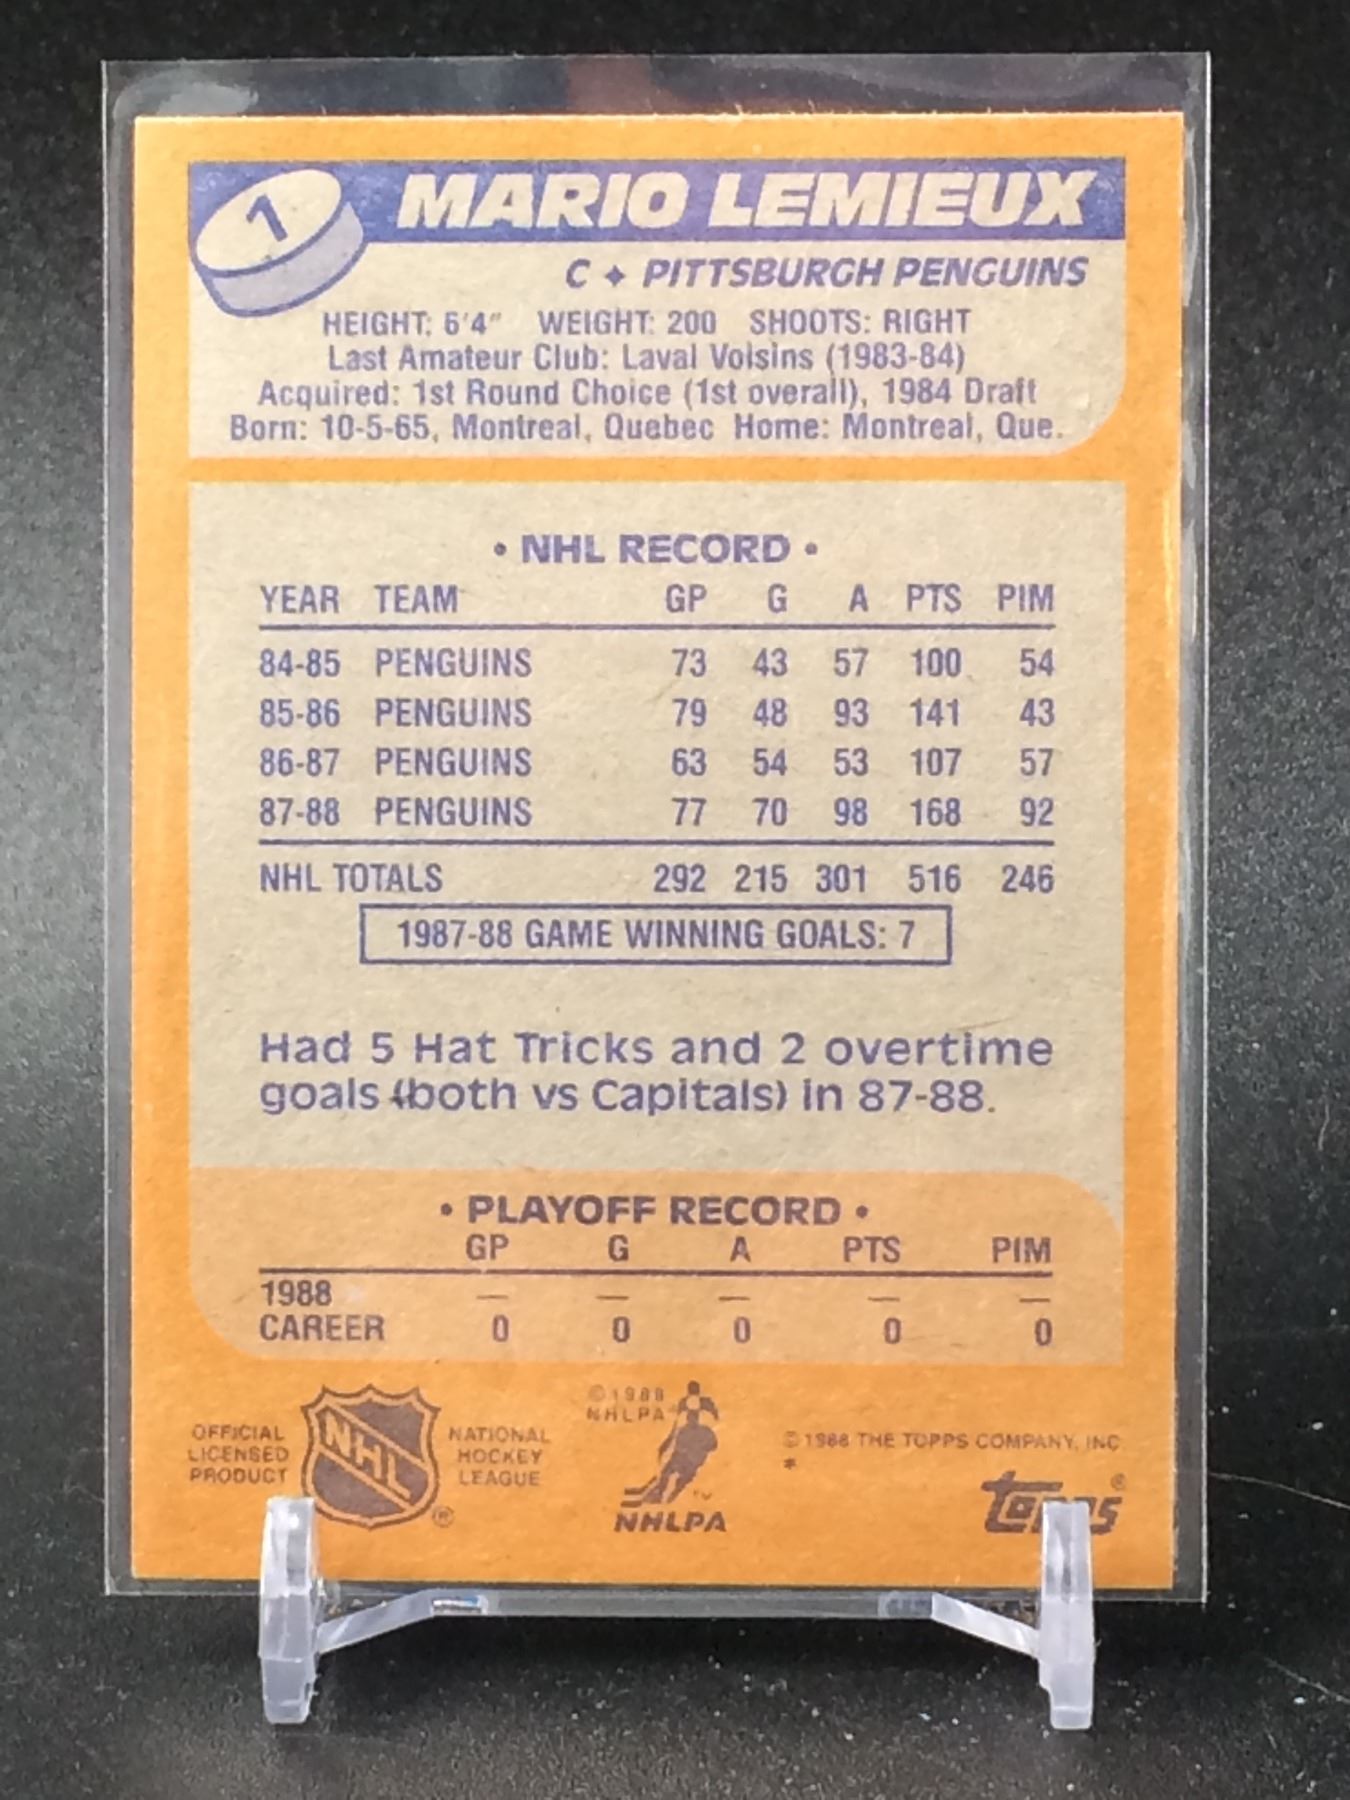 1
MARIO LEMIEUX
C ✦ PITTSBURGH PENGUINS
HEIGHT: 6'4" WEIGHT: 200 SHOOTS: RIGHT
Last Amateur Club: Laval Voisins (1983-84)
Acquired: 1st Round Choice (1st overall), 1984 Draft
Born: 10-5-65, Montreal, Quebec Home: Montreal, Que.
• NHL RECORD •
YEAR TEAM GP G A PTS PIM
84-85 PENGUINS 73 43 57 100 54
85-86 PENGUINS 79 48 93 141 43
86-87 PENGUINS 63 54 53 107 57
87-88 PENGUINS 77 70 98 168 92
NHL TOTALS 292 215 301 516 246
1987-88 GAME WINNING GOALS: 7
Had 5 Hat Tricks and 2 overtime
goals (both vs Capitals) in 87-88.
• PLAYOFF RECORD •
GP G A PTS PIM
1988 — — — — —
CAREER 0 0 0 0 0
OFFICIAL
LICENSED
PRODUCT
NHL
®
NATIONAL
HOCKEY
LEAGUE
© 1988
NHLPA
TM
NHLPA
© 1988 THE TOPPS COMPANY, INC.
*
topps ®